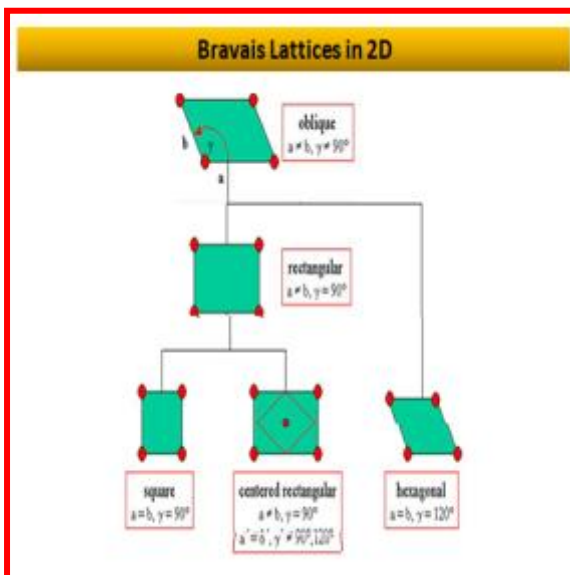 Bravais Lattices in 2D
oblique
a ≠ b, γ ≠ 90°
b
γ
a
rectangular
a ≠ b, γ = 90°
square
a = b, γ = 90°
centered rectangular
a ≠ b, γ = 90°
a´ = b´, γ´ ≠ 90°,120°
hexagonal
a = b, γ = 120°